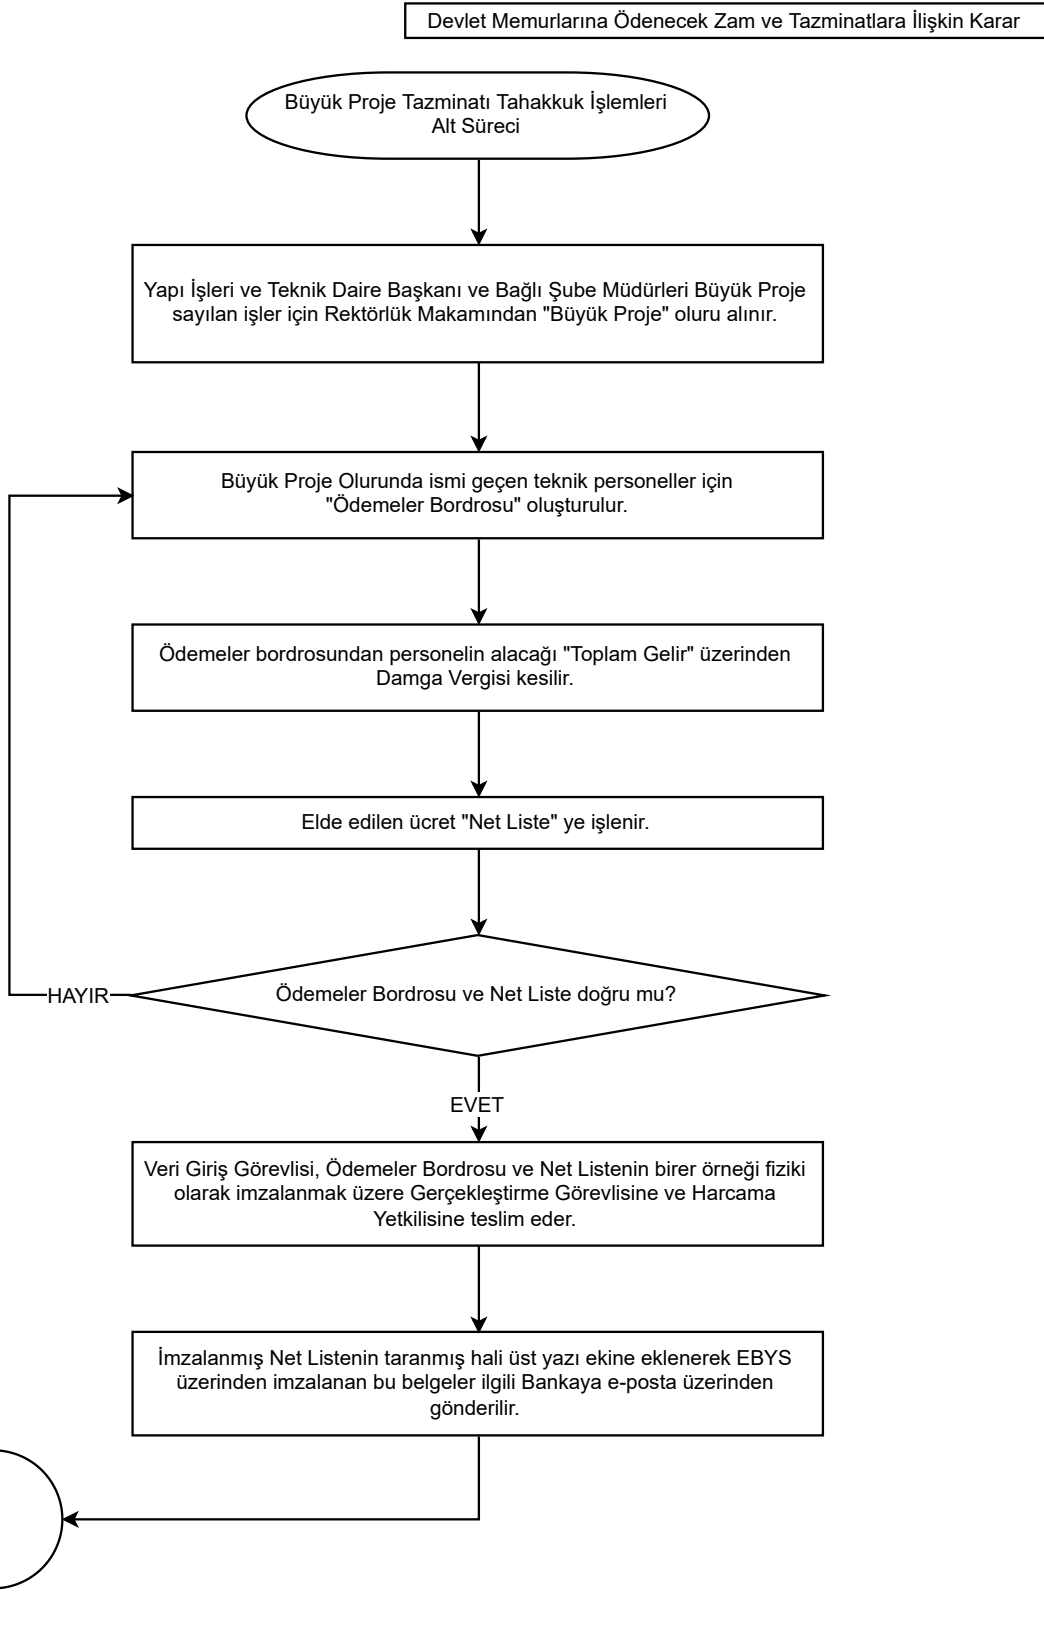 Devlet Memurlarına Ödenecek Zam ve Tazminatlara İlişkin Karar
Büyük Proje Tazminatı Tahakkuk İşlemleri
Alt Süreci
Yapı İşleri ve Teknik Daire Başkanı ve Bağlı Şube Müdürleri Büyük Proje
sayılan işler için Rektörlük Makamından "Büyük Proje" oluru alınır.
Büyük Proje Olurunda ismi geçen teknik personeller için
"Ödemeler Bordrosu" oluşturulur.
Ödemeler bordrosundan personelin alacağı "Toplam Gelir" üzerinden
Damga Vergisi kesilir.
Elde edilen ücret "Net Liste" ye işlenir.
Ödemeler Bordrosu ve Net Liste doğru mu?
HAYIR
EVET
Veri Giriş Görevlisi, Ödemeler Bordrosu ve Net Listenin birer örneği fiziki
olarak imzalanmak üzere Gerçekleştirme Görevlisine ve Harcama
Yetkilisine teslim eder.
İmzalanmış Net Listenin taranmış hali üst yazı ekine eklenerek EBYS
üzerinden imzalanan bu belgeler ilgili Bankaya e-posta üzerinden
gönderilir.